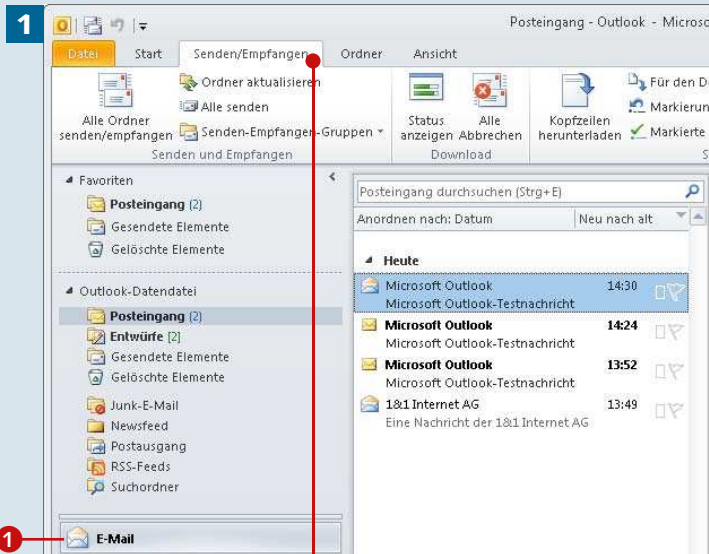 1
Posteingang - Outlook - Microso
Datei Start Senden/Empfangen Ordner Ansicht
Alle Ordner senden/empfangen
Ordner aktualisieren
Alle senden
Senden-Empfangen-Gruppen
Senden und Empfangen
Status anzeigen
Alle Abbrechen
Download
Kopfzeilen herunterladen
Für den D
Markierun
Markierte
S
Favoriten
Posteingang (2)
Gesendete Elemente
Gelöschte Elemente
Outlook-Datendatei
Posteingang (2)
Entwürfe [2]
Gesendete Elemente
Gelöschte Elemente
Junk-E-Mail
Newsfeed
Postausgang
RSS-Feeds
Suchordner
1
E-Mail
Posteingang durchsuchen (Strg+E)
Anordnen nach: Datum Neu nach alt
Heute
Microsoft Outlook 14:30
Microsoft Outlook-Testnachricht
Microsoft Outlook 14:24
Microsoft Outlook-Testnachricht
Microsoft Outlook 13:52
Microsoft Outlook-Testnachricht
1&1 Internet AG 13:49
Eine Nachricht der 1&1 Internet AG